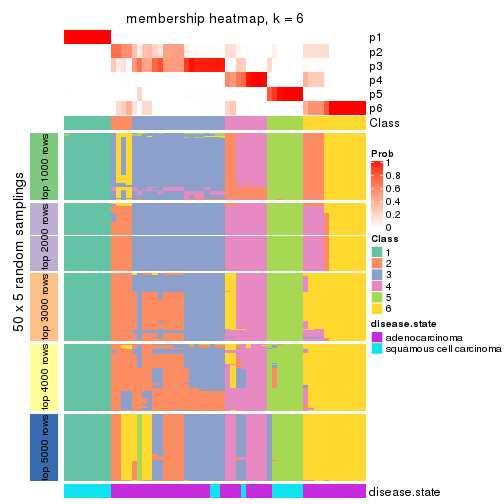 membership heatmap, k = 6
p1
p2
p3
p4
p5
p6
Class
50 x 5 random samplings
top 1000 rows
top 2000 rows
top 3000 rows
top 4000 rows
top 5000 rows
Prob
1
0.8
0.6
0.4
0.2
0
Class
1
2
3
4
5
6
disease.state
adenocarcinoma
squamous cell carcinoma
disease.state